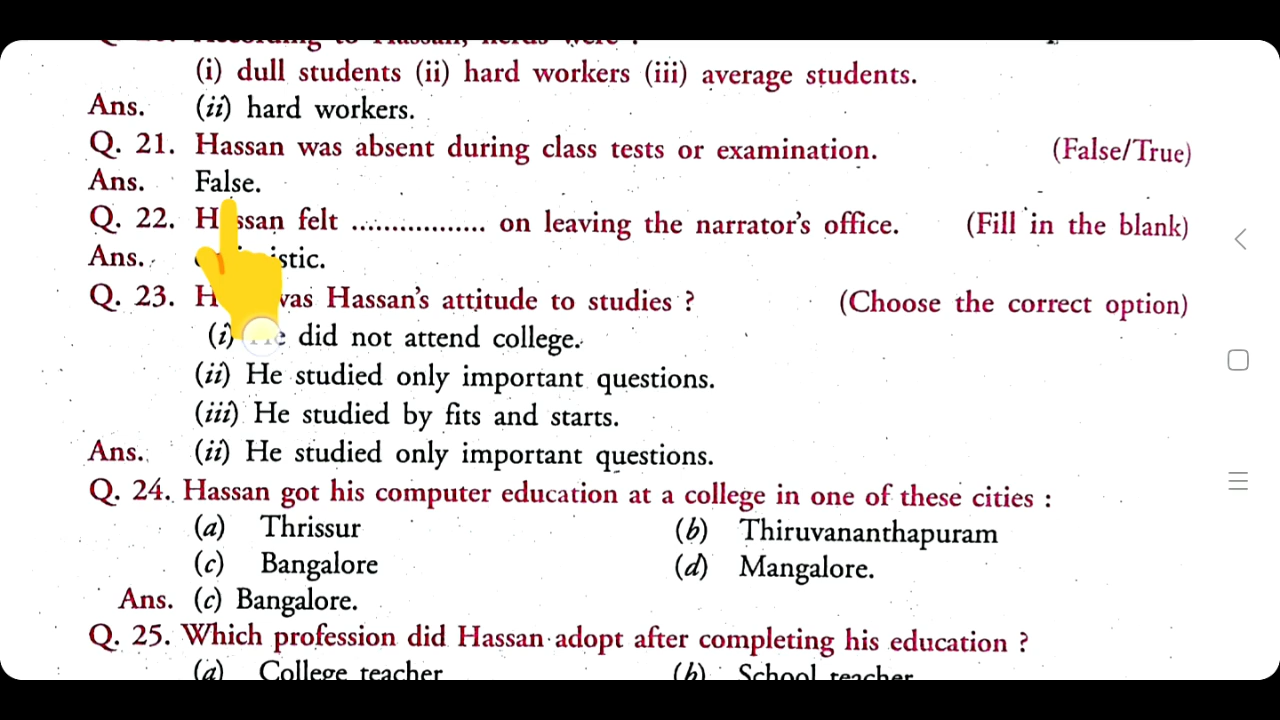 (i) dull students (ii) hard workers (iii) average students.
Ans. (ii) hard workers.
Q. 21. Hassan was absent during class tests or examination. (False/True)
Ans. False.
Q. 22. felt ................ on leaving the narrator's office. (Fill in the blank)
Ans.
Q. 23. was Hassan's attitude to studies ? (Choose the correct option)
(i) He did not attend college.
(ii) He studied only important questions.
(iii) He studied by fits and starts.
Ans. (ii) He studied only important questions.
Q. 24. Hassan got his computer education at a college in one of these cities :
(a) Thrissur (b) Thiruvananthapuram
(c) Bangalore (d) Mangalore.
Ans. (c) Bangalore.
Q. 25. Which profession did Hassan adopt after completing his education ?
(a) College teacher (b) School teacher